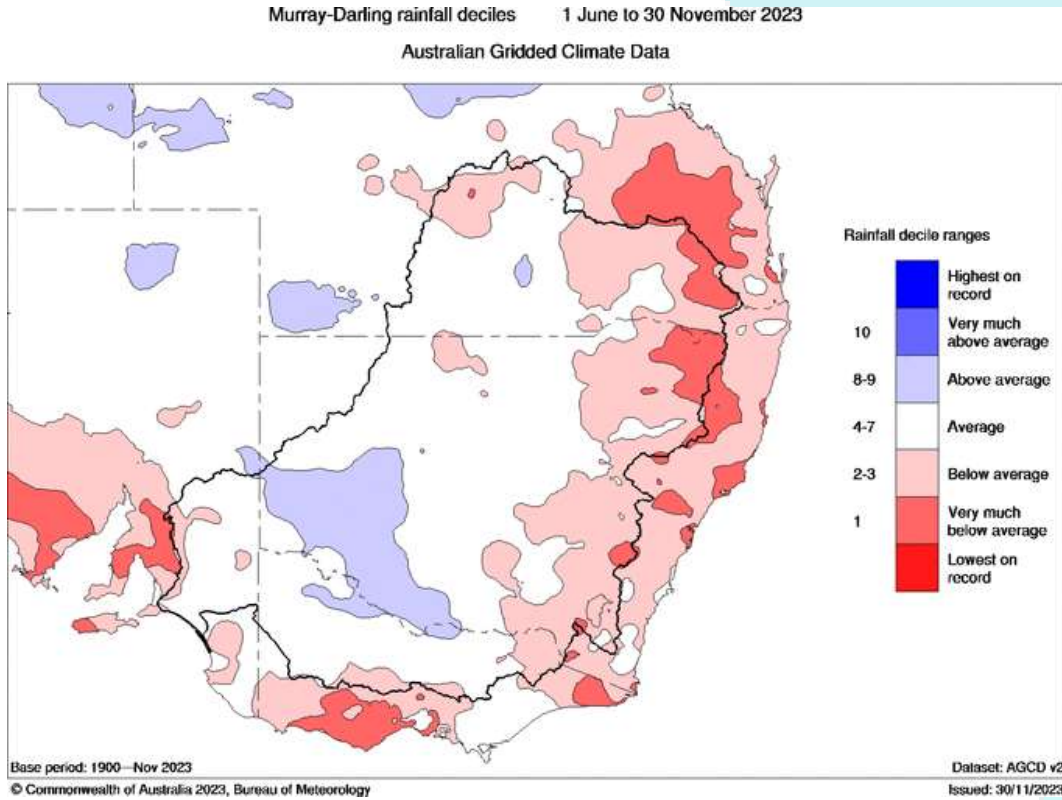 Murray-Darling rainfall deciles 1 June to 30 November 2023
Australian Gridded Climate Data
Rainfall decile ranges
Highest on
record
10 Very much
above average
8-9 Above average
4-7 Average
2-3 Below average
1 Very much
below average
Lowest on
record
Base period: 1900—Nov 2023 Dataset: AGCD v2
© Commonwealth of Australia 2023, Bureau of Meteorology Issued: 30/11/2023